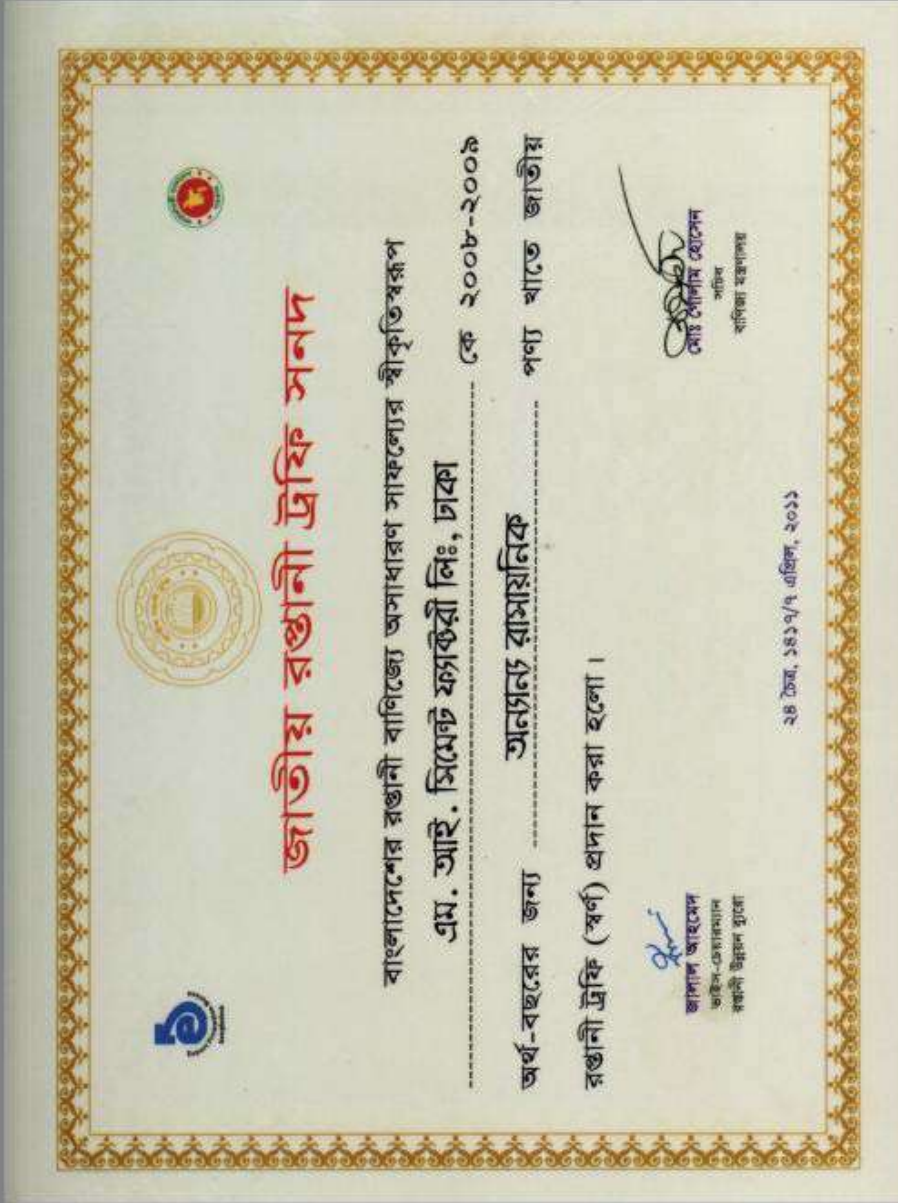 জাতীয় রপ্তানী ট্রফি সনদ
বাংলাদেশের রপ্তানী বাণিজ্যে অসাধারণ সাফল্যের স্বীকৃতিস্বরূপ
এম. আই. সিমেন্ট ফ্যাক্টরী লিঃ, ঢাকা কে ২০০৮-২০০৯
অর্থ-বছরের জন্য অন্যান্য রাসায়নিক পণ্য খাতে জাতীয়
রপ্তানী ট্রফি (স্বর্ণ) প্রদান করা হলো।
জালাল আহমেদ
ভাইস-চেয়ারম্যান
রপ্তানী উন্নয়ন ব্যুরো
মোঃ গোলাম হোসেন
সচিব
বাণিজ্য মন্ত্রণালয়
২৪ চৈত্র, ১৪১৭/৭ এপ্রিল, ২০১১